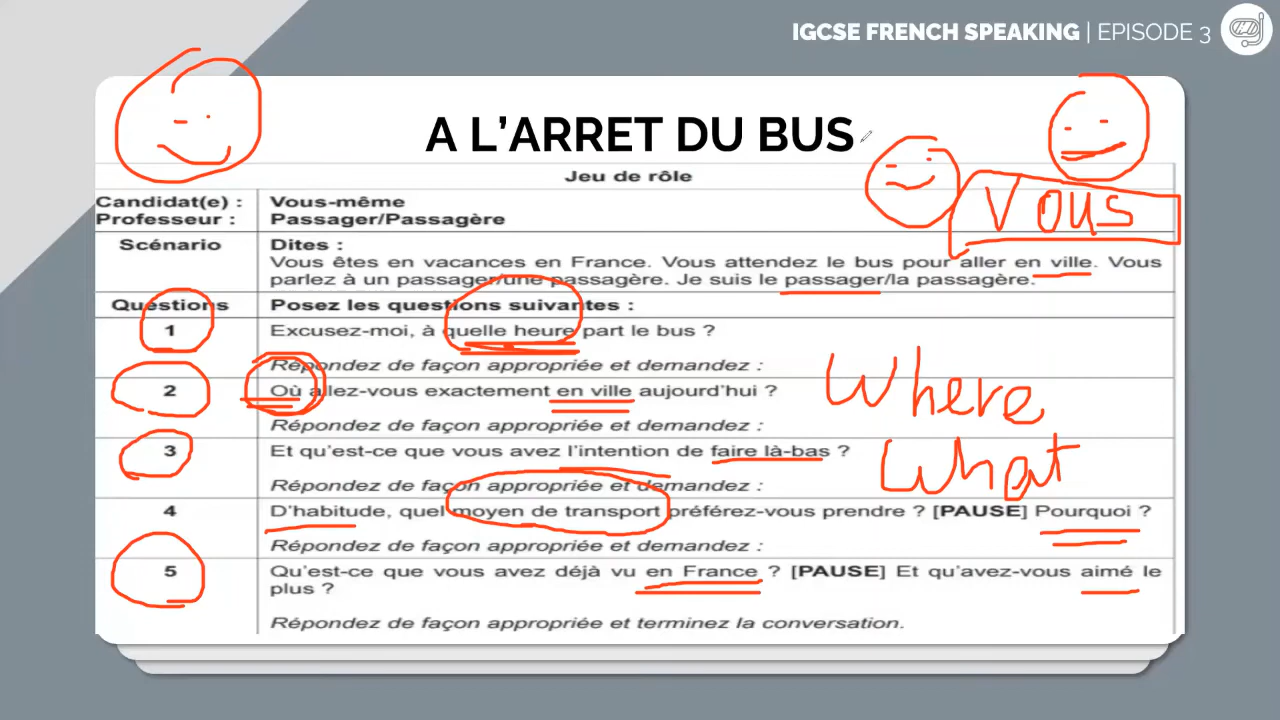 IGCSE FRENCH SPEAKING | EPISODE 3
A L'ARRET DU BUS
Jeu de rôle
Candidat(e) : Vous-même
Professeur : Passager/Passagère
VOUS
Scénario Dites :
Vous êtes en vacances en France. Vous attendez le bus pour aller en ville. Vous
parlez à un passager/une passagère. Je suis le passager/la passagère.
Questions Posez les questions suivantes :
1 Excusez-moi, à quelle heure part le bus ?
Répondez de façon appropriée et demandez :
2 Où allez-vous exactement en ville aujourd'hui ?
Where
Répondez de façon appropriée et demandez :
3 Et qu'est-ce que vous avez l'intention de faire là-bas ?
What
Répondez de façon appropriée et demandez :
4 D'habitude, quel moyen de transport préférez-vous prendre ? [PAUSE] Pourquoi ?
Répondez de façon appropriée et demandez :
5 Qu'est-ce que vous avez déjà vu en France ? [PAUSE] Et qu'avez-vous aimé le
plus ?
Répondez de façon appropriée et terminez la conversation.